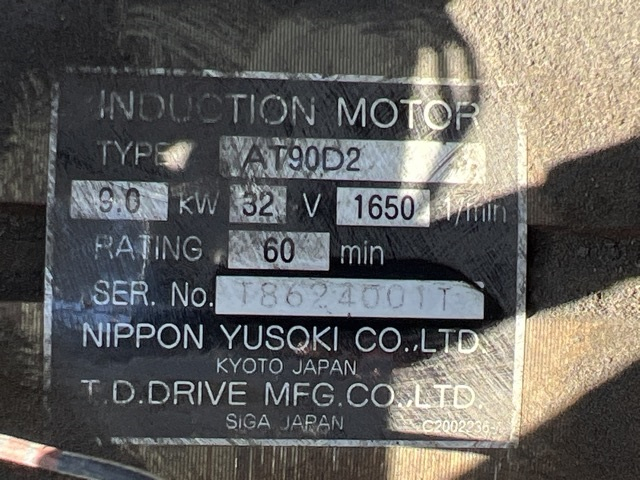 INDUCTION MOTOR
TYPE AT90D2
9.0 kW 32 V 1650 1/min
RATING 60 min
SER. No. T8624001T
NIPPON YUSOKI CO.,LTD.
KYOTO JAPAN
T.D.DRIVE MFG.CO.,LTD.
SIGA JAPAN